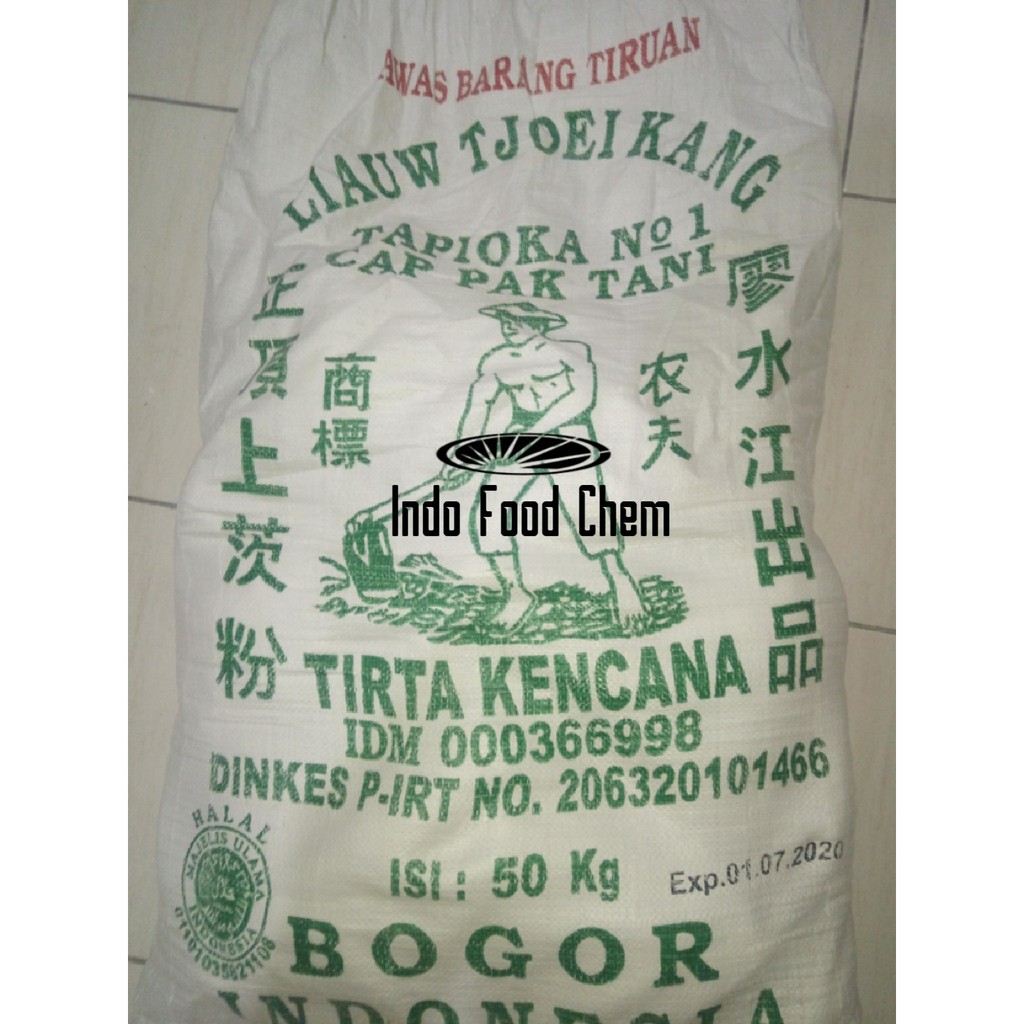 AWAS BARANG TIRUAN
LIAUW TJOEI KANG
TAPIOKA Nº 1
CAP PAK TANI
正頂上茨粉
商標
农夫
廖水江出品
Indo Food Chem
TIRTA KENCANA
IDM 000366998
DINKES P-IRT NO. 206320101466
HALAL
MAJELIS ULAMA
INDONESIA
ISI : 50 Kg
Exp.01.07.2020
BOGOR
INDONESIA